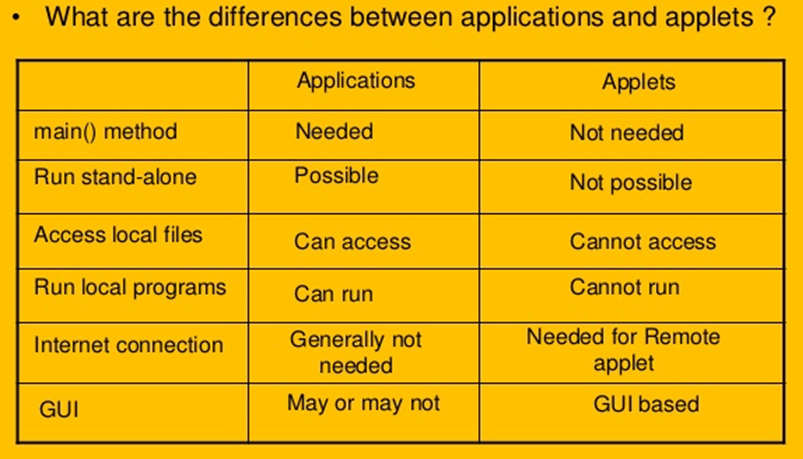 • What are the differences between applications and applets ?
Applications Applets
main() method Needed Not needed
Run stand-alone Possible Not possible
Access local files Can access Cannot access
Run local programs Can run Cannot run
Internet connection Generally not needed Needed for Remote applet
GUI May or may not GUI based